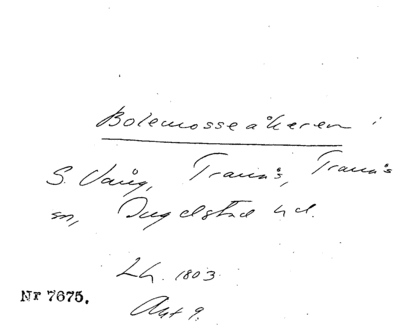 Bolemosseåkeren
S. Vång, Tranås, Tranås
sn, Ingelstad hd.
Lh. 1803
Nr 7675.
Akt 9.